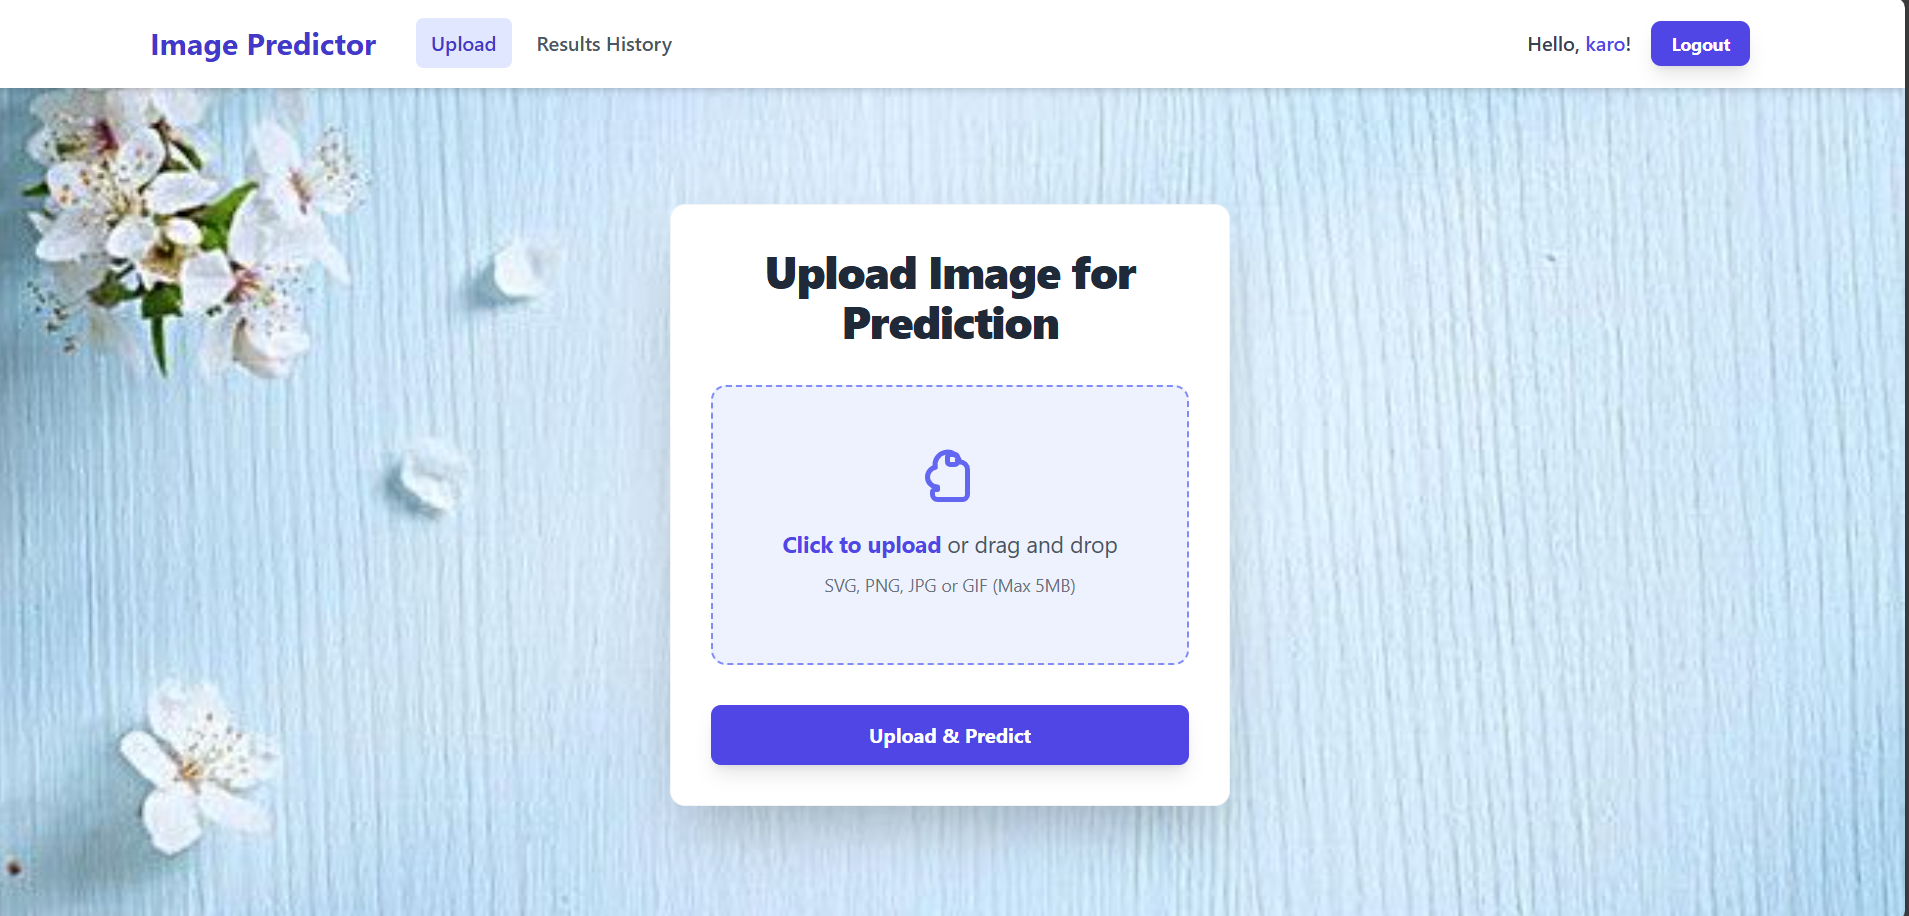 Image Predictor
Upload
Results History
Hello, karo!
Logout
Upload Image for
Prediction
Click to upload or drag and drop
SVG, PNG, JPG or GIF (Max 5MB)
Upload & Predict